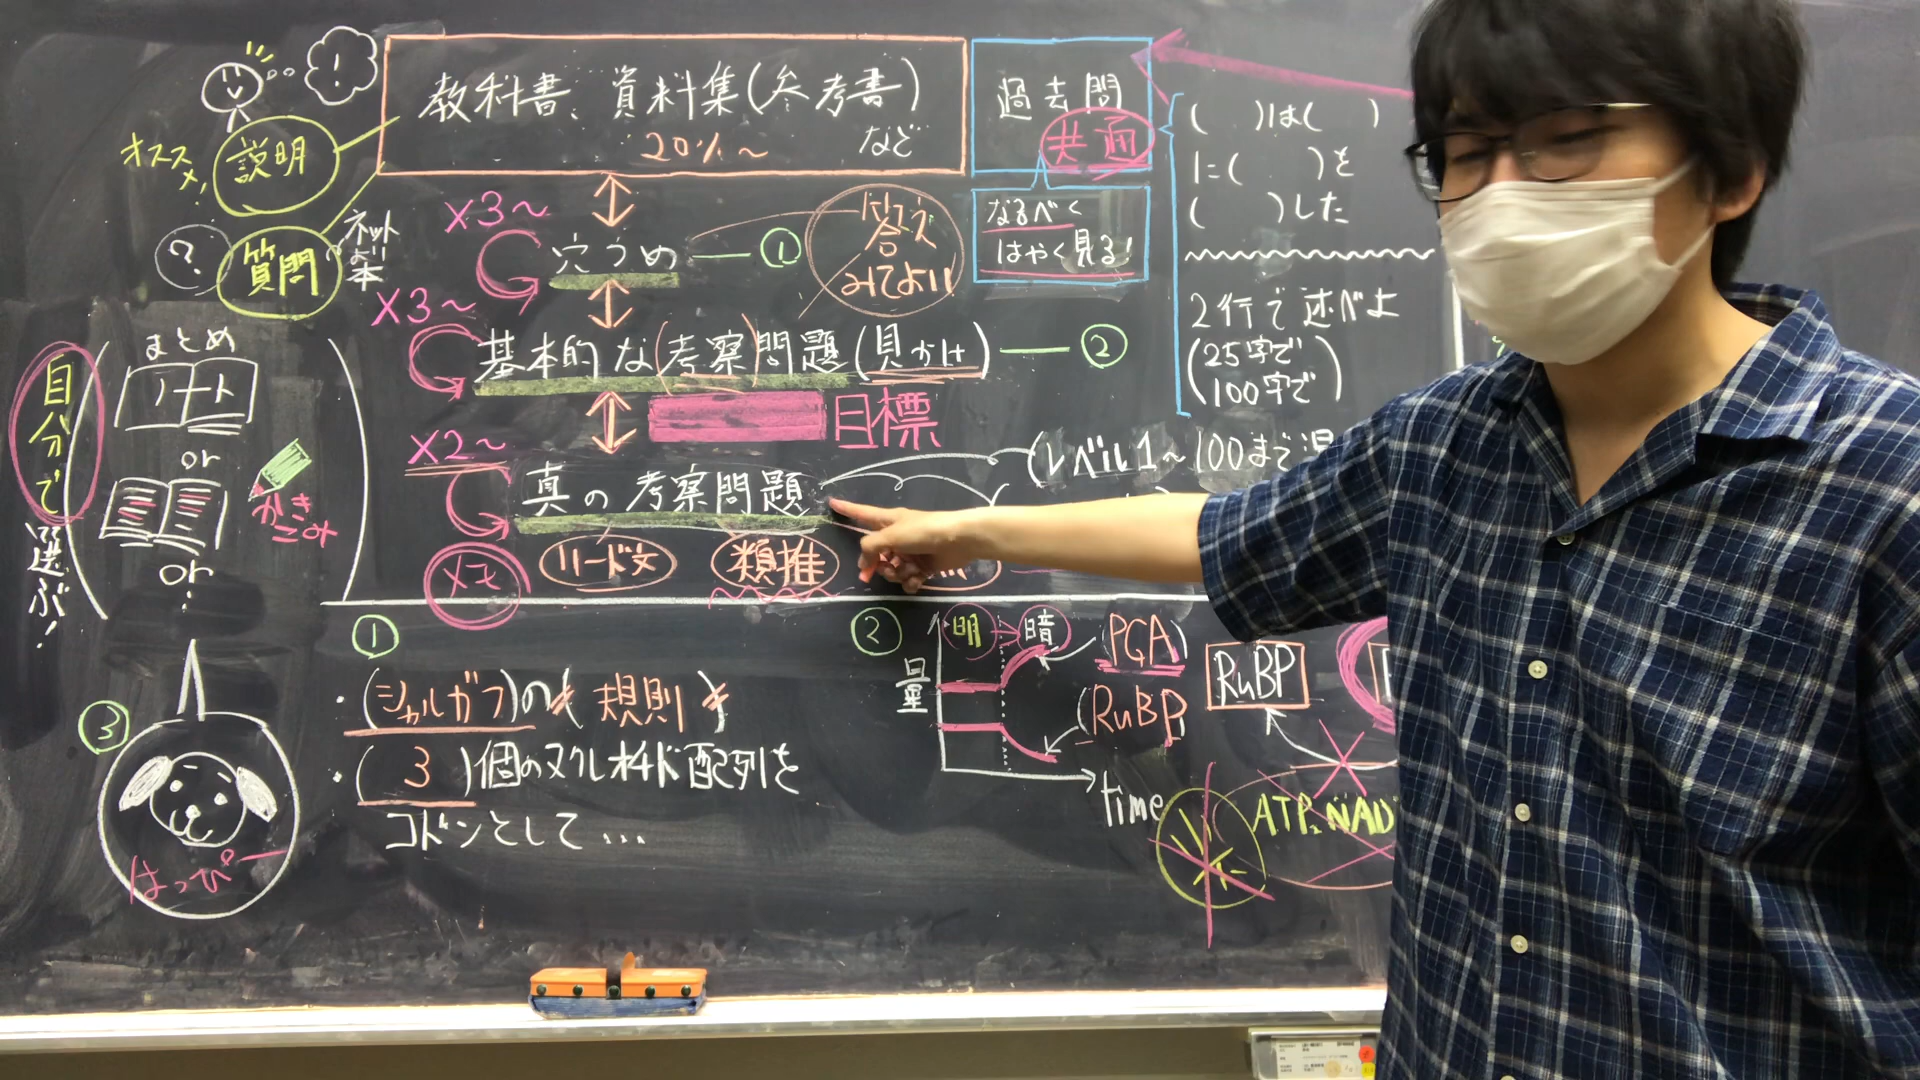 教科書、資料集(参考書)
など
20%~
過去問
共通
なるべく
はやく見る!
(  )は(  )
に(  )を
(  )した
2行で述べよ
(25字で
100字で)
!
オススメ!
説明
?
質問
ネット
本
×3~
穴うめ
①
答え
みてよい!
×3~
基本的な(考察)問題(見かけ)
②
目標
×2~
真の考察問題
(レベル1~100まで
リード文
類推
自分で
選ぶ!
まとめ
ノート
or
かきこみ
or
①
・(シャルガフ)の(規則)
・(3)個のヌクレオチド配列を
コドンとして...
②
量
明
暗
(PGA)
(RuBP)
time
RuBP
ATP、NAD
③
はっぴー